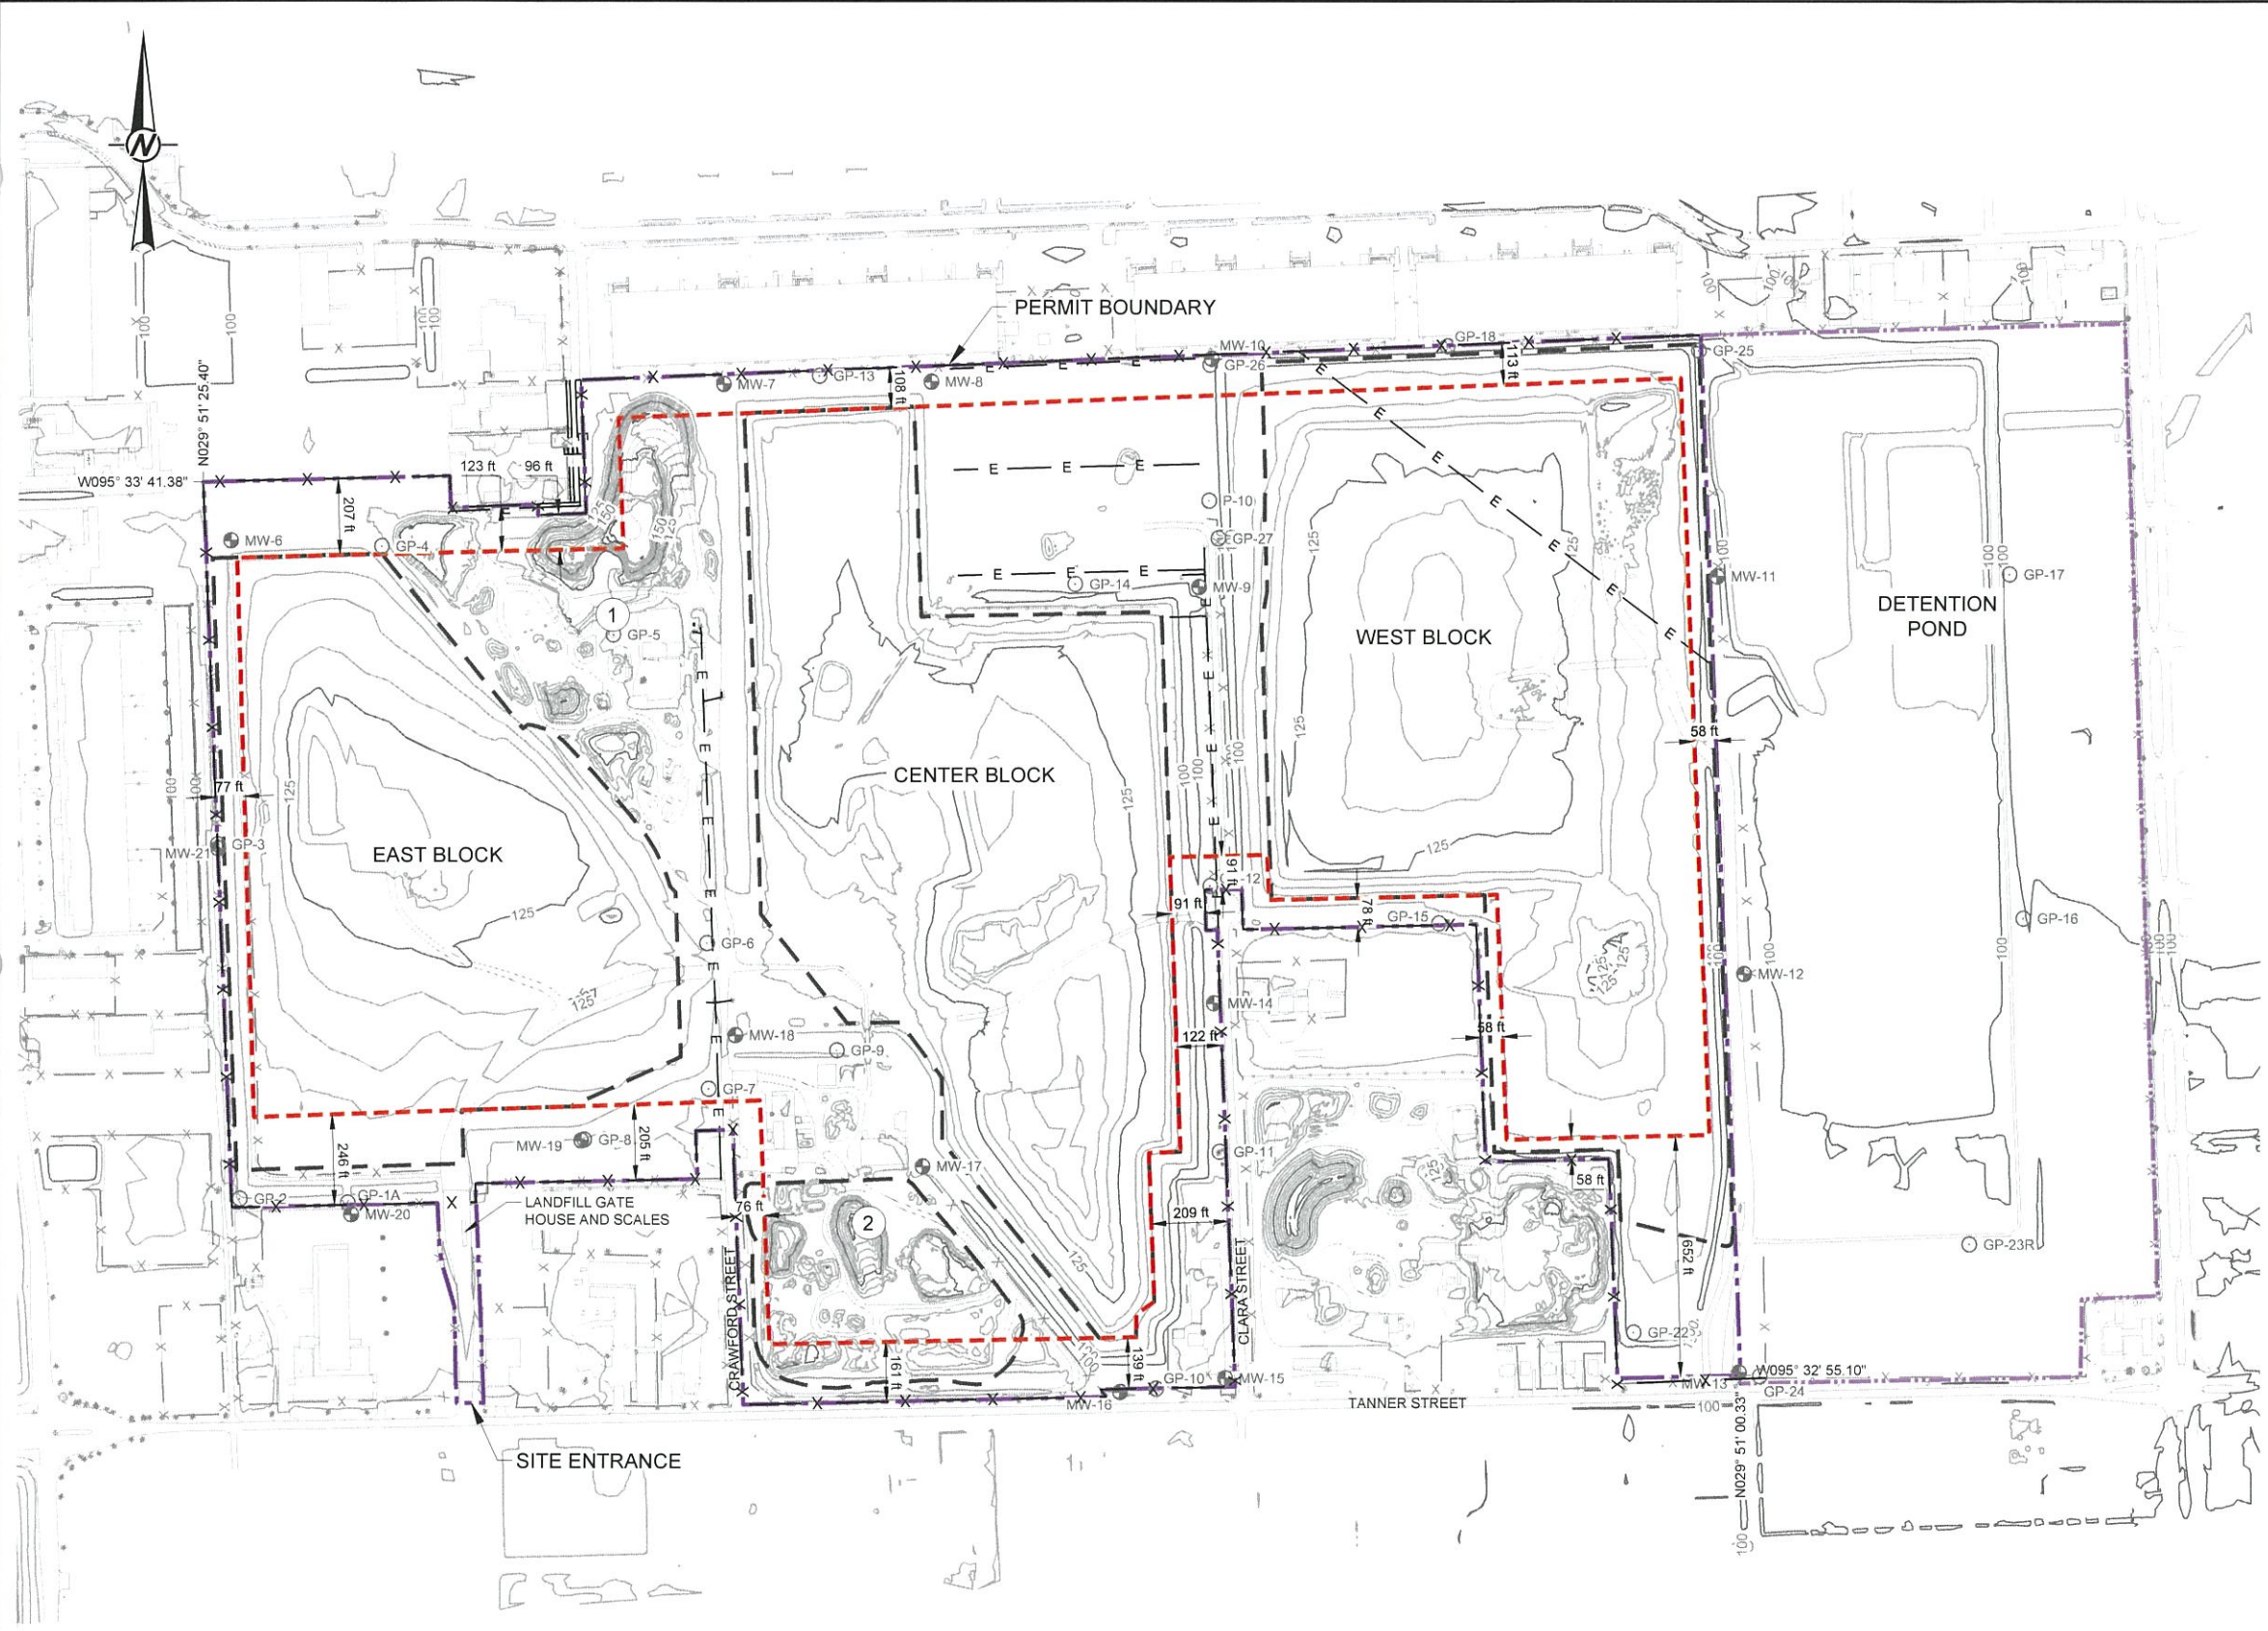 N
PERMIT BOUNDARY
MW-10
GP-18
GP-25
GP-26
113 ft
MW-7
GP-13
108 ft
MW-8
N029° 51' 25.40"
W095° 33' 41.38"
123 ft
96 ft
207 ft
MW-6
GP-4
P-10
GP-27
GP-14
MW-9
MW-11
GP-17
DETENTION
POND
1
GP-5
WEST BLOCK
58 ft
CENTER BLOCK
77 ft
MW-21
GP-3
EAST BLOCK
91 ft
91 ft
78 ft
GP-15
GP-16
GP-6
MW-12
MW-14
MW-18
GP-9
122 ft
58 ft
GP-7
MW-19
GP-8
205 ft
246 ft
GP-11
MW-17
58 ft
GP-2
GP-1A
MW-20
LANDFILL GATE
HOUSE AND SCALES
76 ft
2
209 ft
652 ft
GP-23R
CRAWFORD STREET
CLARA STREET
GP-22
161 ft
139 ft
GP-10
MW-15
MW-16
TANNER STREET
MW-13
W095° 32' 55.10"
GP-24
N029° 51' 00.33"
SITE ENTRANCE
100
125
150